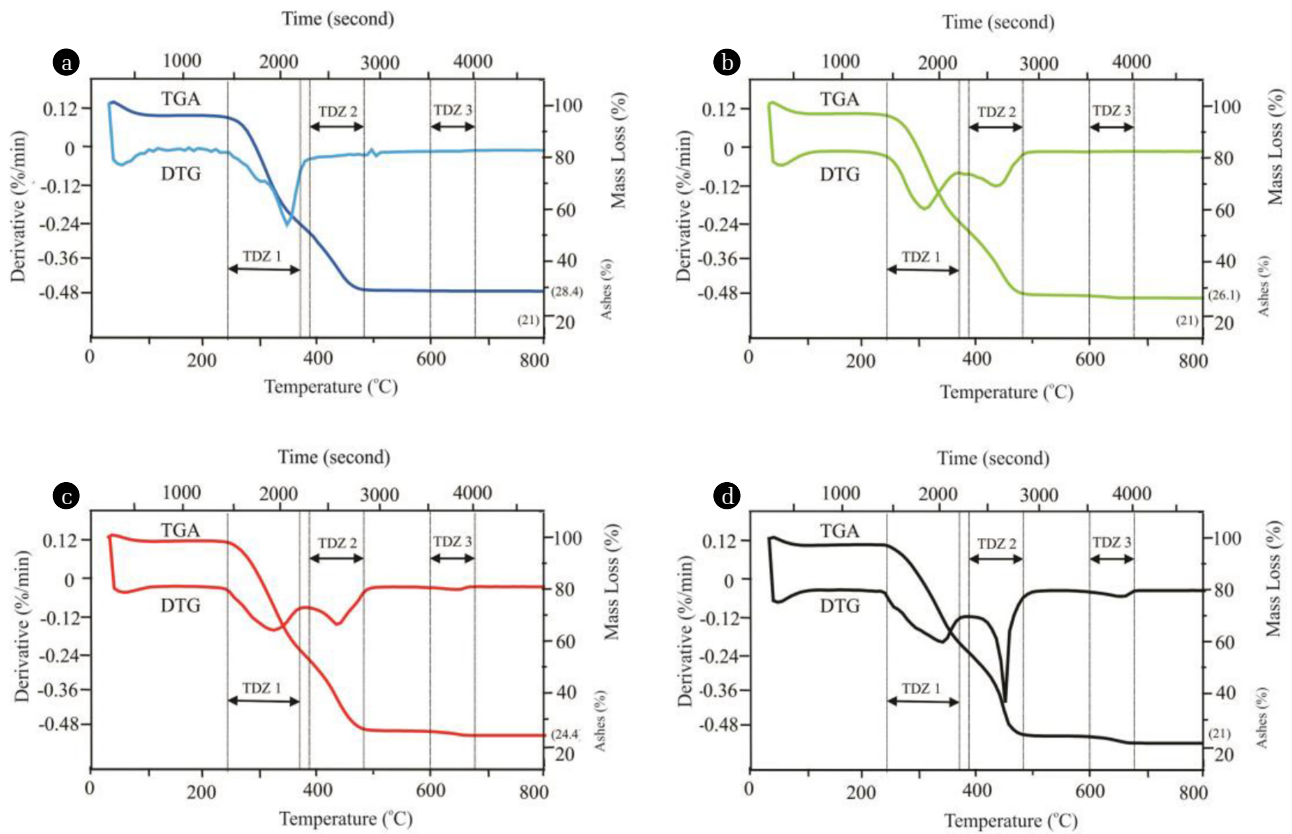 Time (second)
a
1000 2000 3000 4000
TGA
DTG
TDZ 1
TDZ 2
TDZ 3
0.12
0
-0.12
-0.24
-0.36
-0.48
Derivative (%/min)
100
80
60
40
(28.4)
(21)
20
Mass Loss (%)
Ashes (%)
0 200 400 600 800
Temperature (°C)
Time (second)
b
1000 2000 3000 4000
TGA
DTG
TDZ 1
TDZ 2
TDZ 3
0.12
0
-0.12
-0.24
-0.36
-0.48
Derivative (%/min)
100
80
60
40
(26.1)
(21)
20
Mass Loss (%)
Ashes (%)
0 200 400 600 800
Temperature (°C)
Time (second)
c
1000 2000 3000 4000
TGA
DTG
TDZ 1
TDZ 2
TDZ 3
0.12
0
-0.12
-0.24
-0.36
-0.48
Derivative (%/min)
100
80
60
40
(24.4
20
Mass Loss (%)
Ashes (%)
0 200 400 600 800
Temperature (°C)
Time (second)
d
1000 2000 3000 4000
TGA
DTG
TDZ 1
TDZ 2
TDZ 3
0.12
0
-0.12
-0.24
-0.36
-0.48
Derivative (%/min)
100
80
60
40
(21)
20
Mass Loss (%)
Ashes (%)
0 200 400 600 800
Temperature (°C)